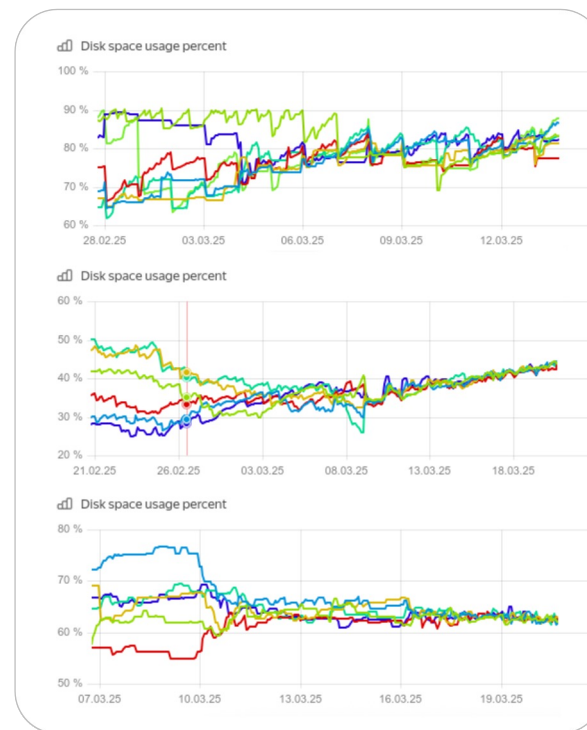 Disk space usage percent
100 %
90 %
80 %
70 %
60 %
28.02.25 03.03.25 06.03.25 09.03.25 12.03.25
Disk space usage percent
60 %
50 %
40 %
30 %
20 %
21.02.25 26.02.25 03.03.25 08.03.25 13.03.25 18.03.25
Disk space usage percent
80 %
70 %
60 %
50 %
07.03.25 10.03.25 13.03.25 16.03.25 19.03.25